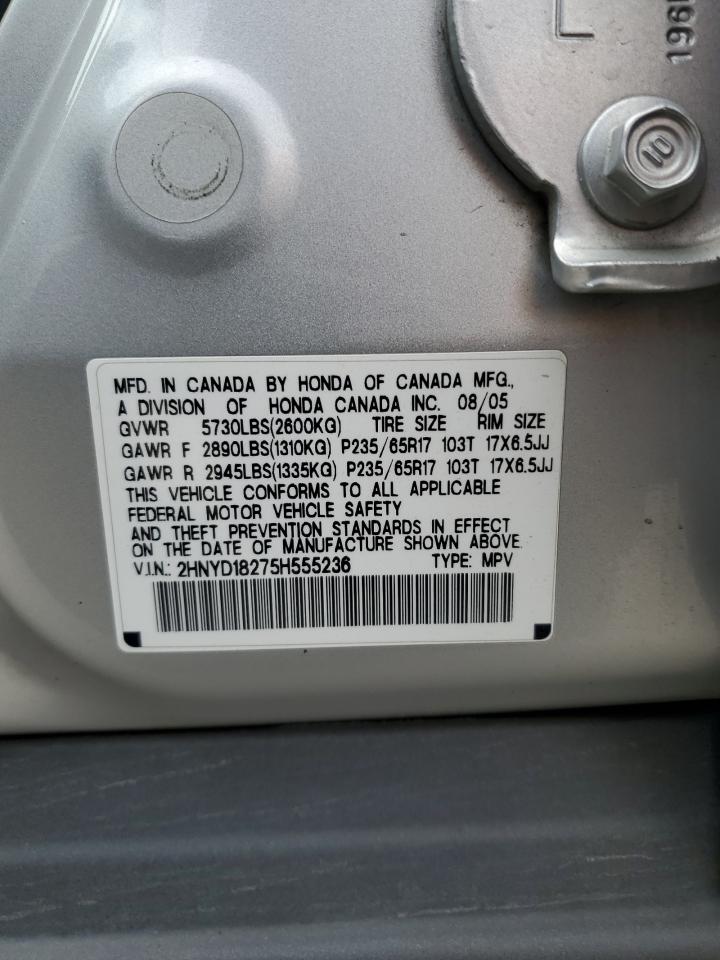 L
10
MFD. IN CANADA BY HONDA OF CANADA MFG.,
A DIVISION OF HONDA CANADA INC. 08/05
GVWR 5730LBS(2600KG) TIRE SIZE RIM SIZE
GAWR F 2890LBS(1310KG) P235/65R17 103T 17X6.5JJ
GAWR R 2945LBS(1335KG) P235/65R17 103T 17X6.5JJ
THIS VEHICLE CONFORMS TO ALL APPLICABLE
FEDERAL MOTOR VEHICLE SAFETY
AND THEFT PREVENTION STANDARDS IN EFFECT
ON THE DATE OF MANUFACTURE SHOWN ABOVE.
V.I.N.: 2HNYD18275H555236 TYPE: MPV